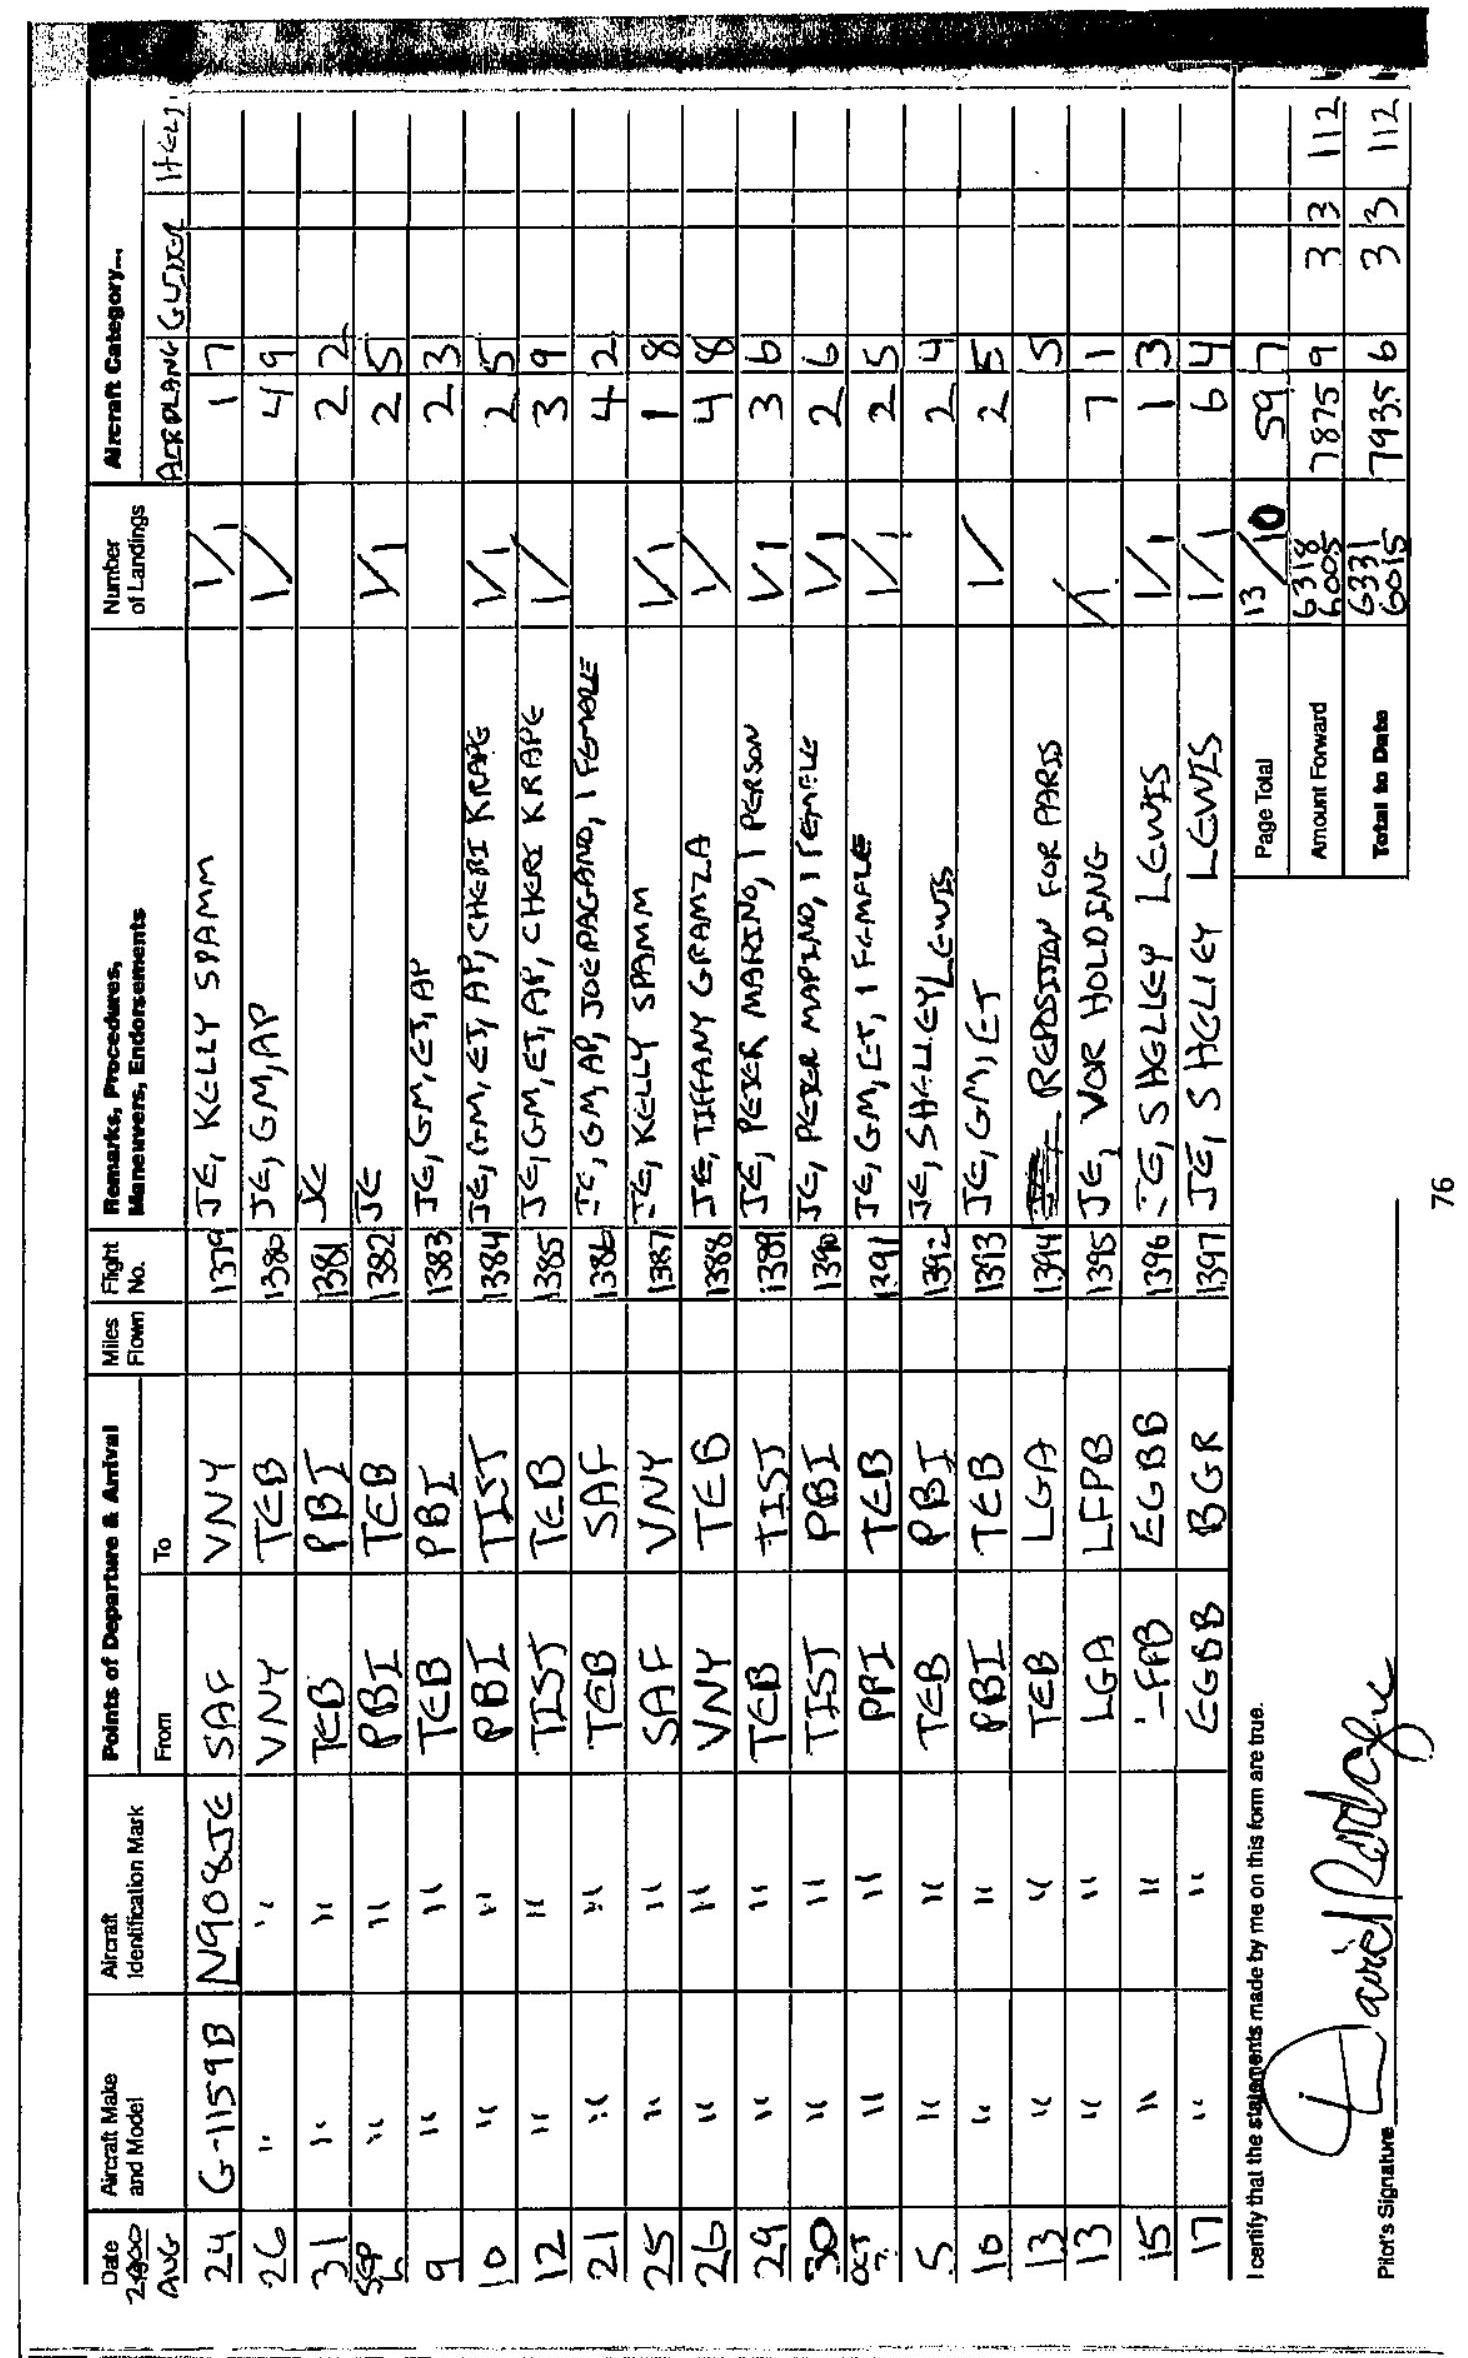 Date Aircraft Make and Model Aircraft Identification Mark Points of Departure & Arrival Miles Flown Flight No. Remarks, Procedures, Maneuvers, Endorsements Number of Landings Aircraft Category...
2000 From To AEROPLANE GLIDER HELI.
AUG
24 G-1159B N908JE SAF VNY 1379 JE, KELLY SPAMM 1/1 1 7
26 " " VNY TEB 1380 JE, GM, AP 1/ 4 9
31 " " TEB PBI 1381 JE 2 2
SEP
6 " " PBI TEB 1382 JE 1/1 2 5
9 " " TEB PBI 1383 JE, GM, ET, AP 2 3
10 " " PBI TIST 1384 JE, GM, ET, AP, CHERI KRAPE 1/1 2 5
12 " " TIST TEB 1385 JE, GM, ET, AP, CHERI KRAPE 1/ 3 9
21 " " TEB SAF 1386 JE, GM, AP, JOE PAGANO, 1 FEMALE 4 2
25 " " SAF VNY 1387 JE, KELLY SPAMM 1/1 1 8
26 " " VNY TEB 1388 JE, TIFFANY GRAMZA 1/ 4 8
29 " " TEB TIST 1389 JE, PETER MARINO, 1 PERSON 1/1 3 6
30 " " TIST PBI 1390 JE, PETER MARINO, 1 FEMALE 1/1 2 6
OCT
" " PBI TEB 1391 JE, GM, ET, 1 FEMALE 1/1 2 5
5 " " TEB PBI 1392 JE, SHELLEY LEWIS 2 4
10 " " PBI TEB 1393 JE, GM, ET 1/ 2 5
13 " " TEB LGA 1394 REPOSITION FOR PARIS 5
13 " " LGA LFPB 1395 JE, VOR HOLDING /1 7 1
15 " " LFPB EGBB 1396 JE, SHELLEY LEWIS 1/1 1 3
17 " " EGBB BGR 1397 JE, SHELLEY LEWIS 1/1 6 4
I certify that the statements made by me on this form are true. Page Total 13/10 59 7
Amount Forward 6318 6005 7875 9 3 3 112
Pilot's Signature David Rodgers Total to Date 6331 6015 7935 6 3 3 112
76